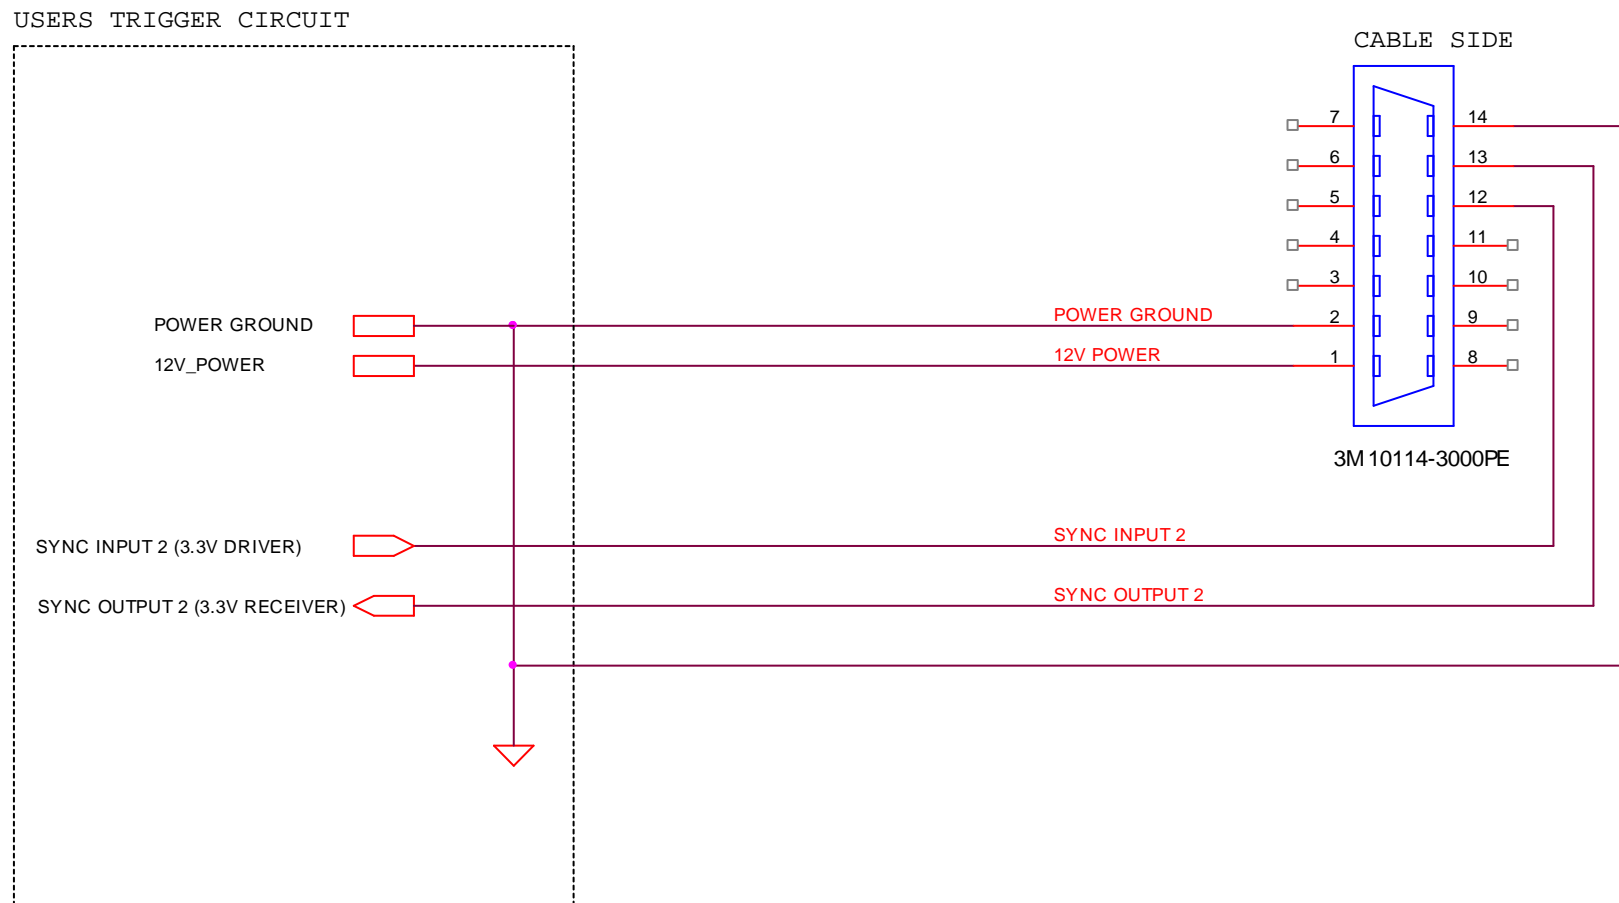 USERS TRIGGER CIRCUIT
CABLE SIDE
7 14
6 13
5 12
4 11
3 10
POWER GROUND POWER GROUND 2 9
12V_POWER 12V POWER 1 8
3M 10114-3000PE
SYNC INPUT 2 (3.3V DRIVER) SYNC INPUT 2
SYNC OUTPUT 2 (3.3V RECEIVER) SYNC OUTPUT 2